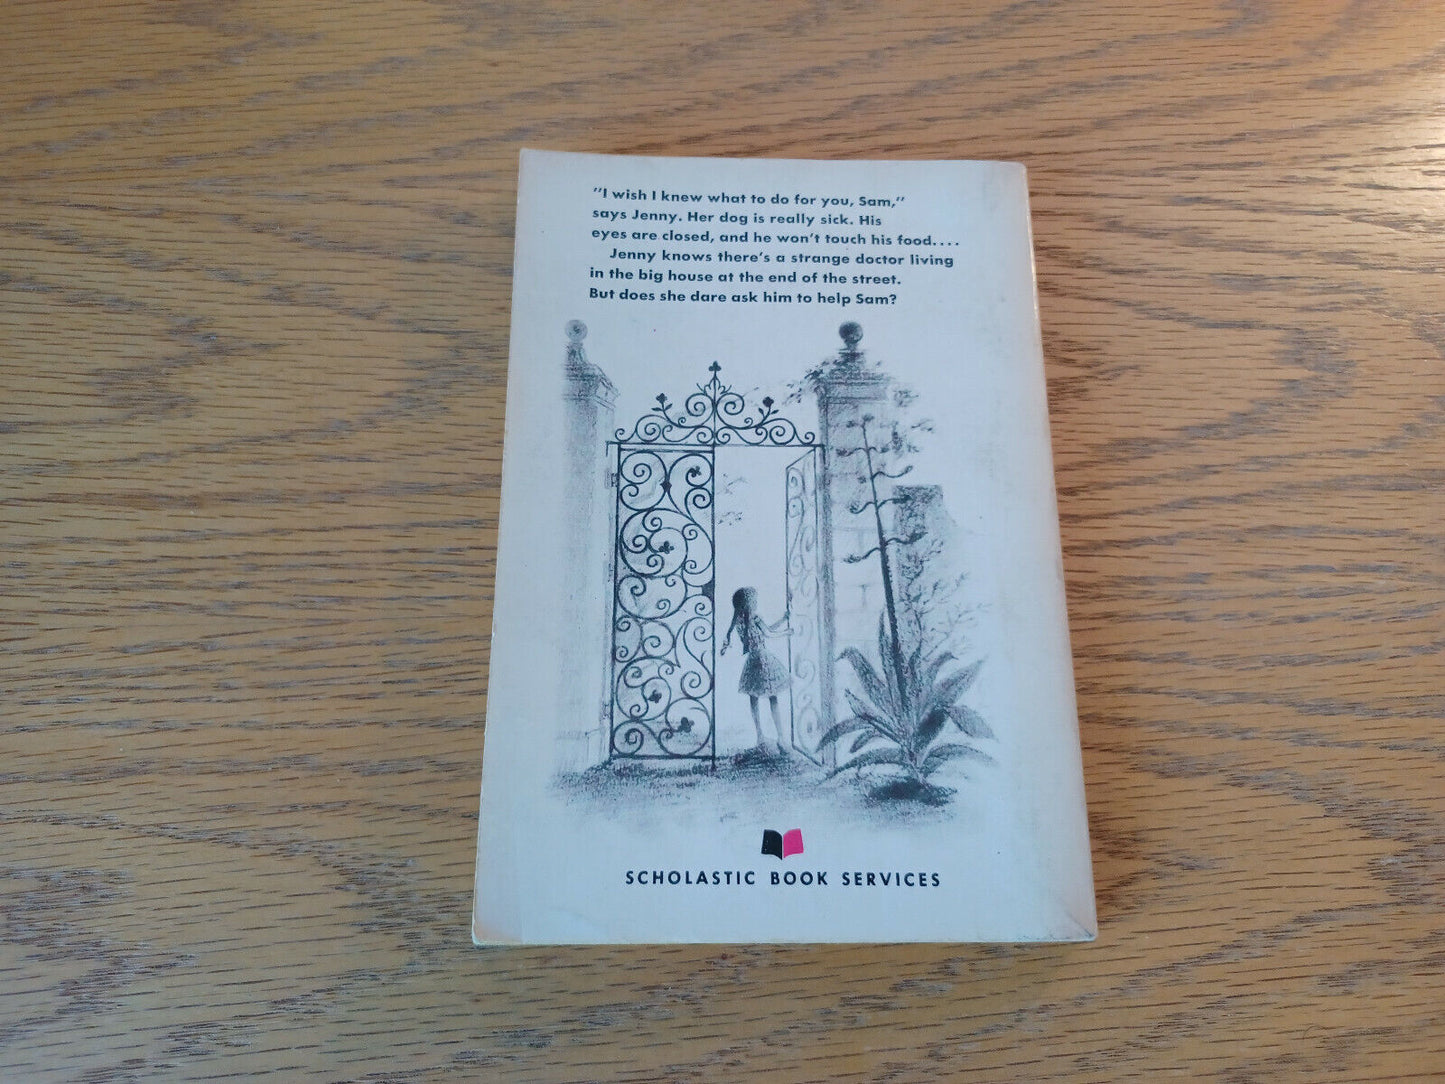 "I wish I knew what to do for you, Sam,"
says Jenny. Her dog is really sick. His
eyes are closed, and he won't touch his food....
Jenny knows there's a strange doctor living
in the big house at the end of the street.
But does she dare ask him to help Sam?
SCHOLASTIC BOOK SERVICES